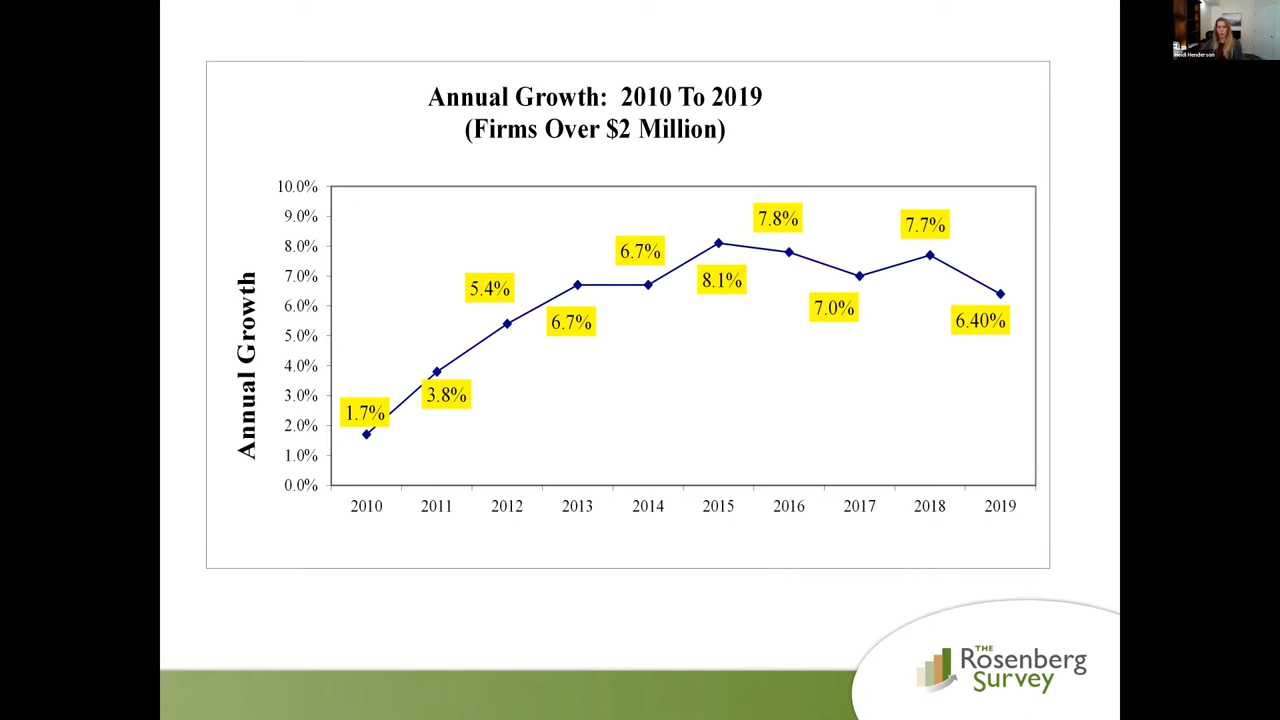 Heidi Henderson
Annual Growth:  2010 To 2019
(Firms Over $2 Million)
Annual Growth
10.0%
9.0%
8.0%
7.0%
6.0%
5.0%
4.0%
3.0%
2.0%
1.0%
0.0%
1.7%
3.8%
5.4%
6.7%
6.7%
8.1%
7.8%
7.0%
7.7%
6.40%
2010 2011 2012 2013 2014 2015 2016 2017 2018 2019
THE
Rosenberg
Survey